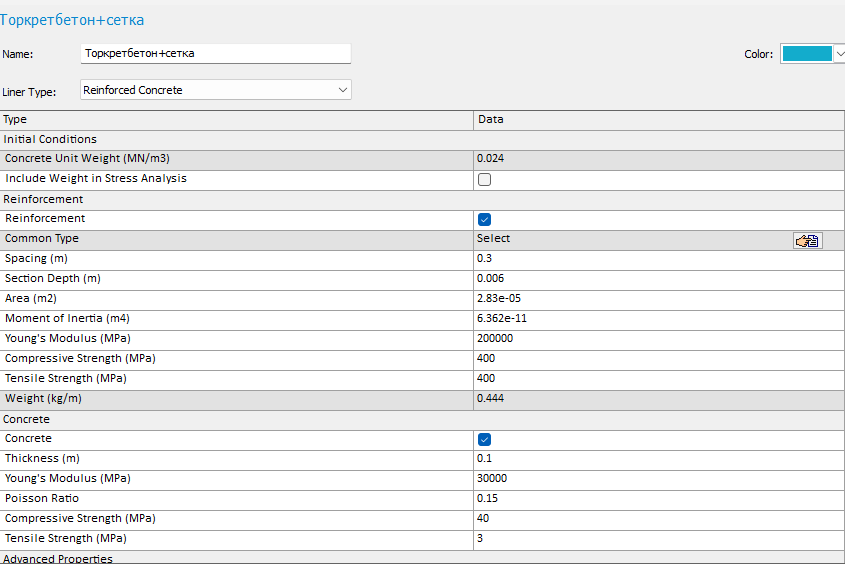 Торкретбетон+сетка
Name: Торкретбетон+сетка Color:
Liner Type: Reinforced Concrete
Type Data
Initial Conditions
Concrete Unit Weight (MN/m3) 0.024
Include Weight in Stress Analysis
Reinforcement
Reinforcement
Common Type Select
Spacing (m) 0.3
Section Depth (m) 0.006
Area (m2) 2.83e-05
Moment of Inertia (m4) 6.362e-11
Young's Modulus (MPa) 200000
Compressive Strength (MPa) 400
Tensile Strength (MPa) 400
Weight (kg/m) 0.444
Concrete
Concrete
Thickness (m) 0.1
Young's Modulus (MPa) 30000
Poisson Ratio 0.15
Compressive Strength (MPa) 40
Tensile Strength (MPa) 3
Advanced Properties